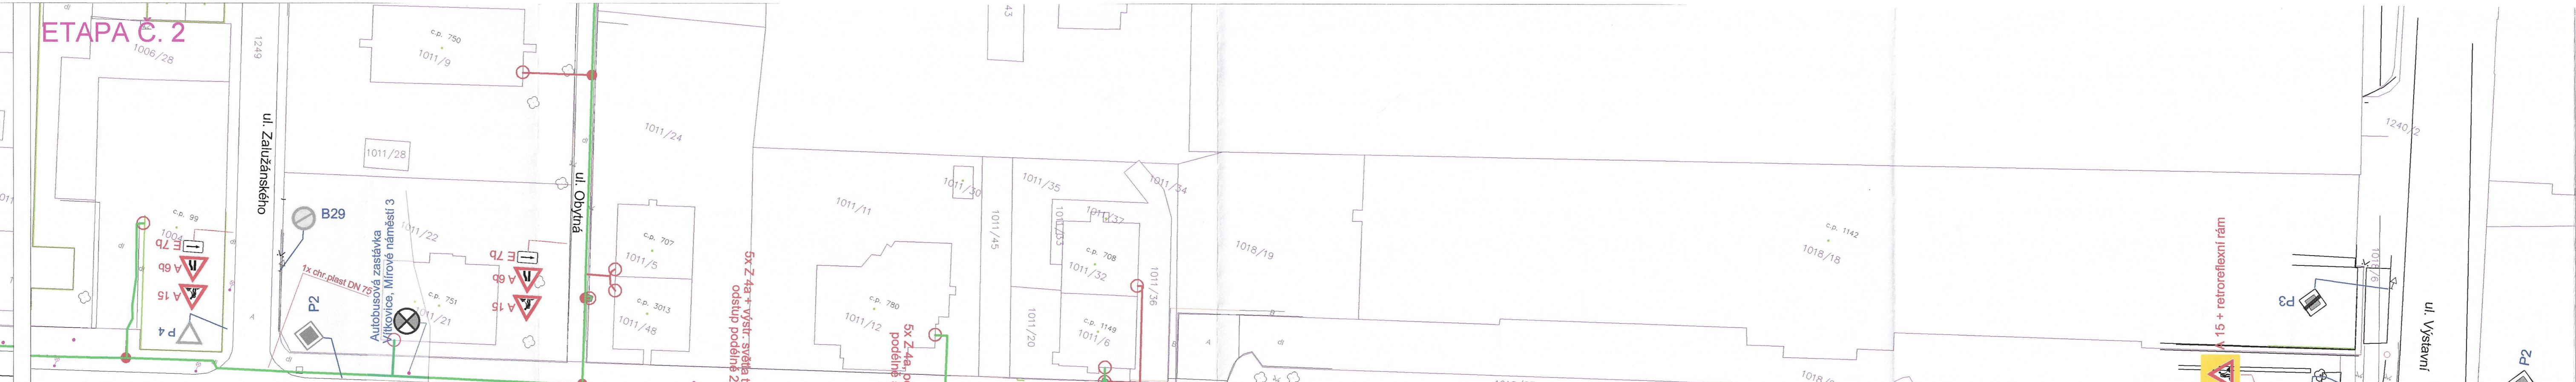 ETAPA Č. 2
1006/28
1249
ul. Zalužánského
č.p. 750
1011/9
1011/28
ul. Obytná
1011/24
43
1240/2
č.p. 99
E 7b
A 6b
A 15
P4
B29
1x chr.plast DN 75
P2
Autobusová zastávka
Vítkovice, Mírové náměstí 3
1011/22
č.p. 751
1011/21
E 7b
A 6b
A 15
č.p. 707
1011/5
č.p. 3013
1011/48
5x Z 4a + výstr. světla t
odstup podélně 2
1011/11
č.p. 780
1011/12
5x Z 4a, o
podélně
1011/30
1011/45
1011/35
1011/33
1011/37
1011/34
č.p. 708
1011/32
1011/36
č.p. 1149
1011/6
1011/20
1018/19
č.p. 1142
1018/18
A 15 + retroreflexní rám
P3
1018/6
ul. Výstavní
P2